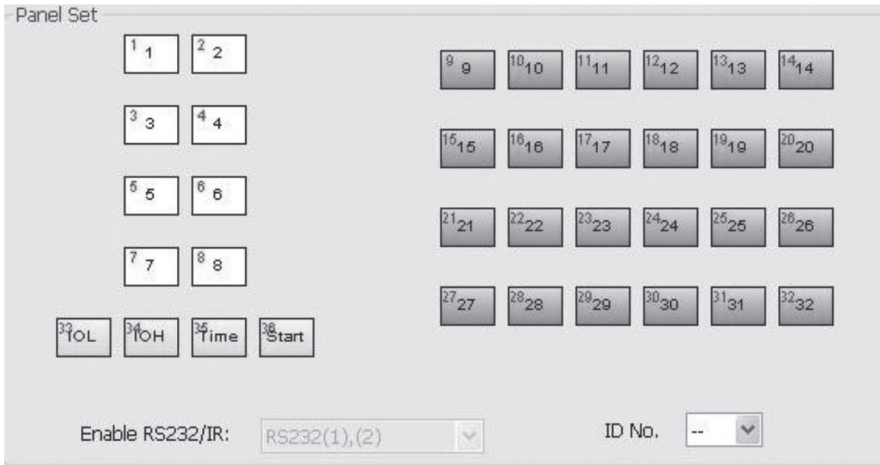 Panel Set
1 1 2 2
9 9 10 10 11 11 12 12 13 13 14 14
3 3 4 4
15 15 16 16 17 17 18 18 19 19 20 20
5 5 6 6
21 21 22 22 23 23 24 24 25 25 26 26
7 7 8 8
27 27 28 28 29 29 30 30 31 31 32 32
33 IOL 34 IOH 35 Time 36 Start
Enable RS232/IR: RS232(1),(2) ID No. --